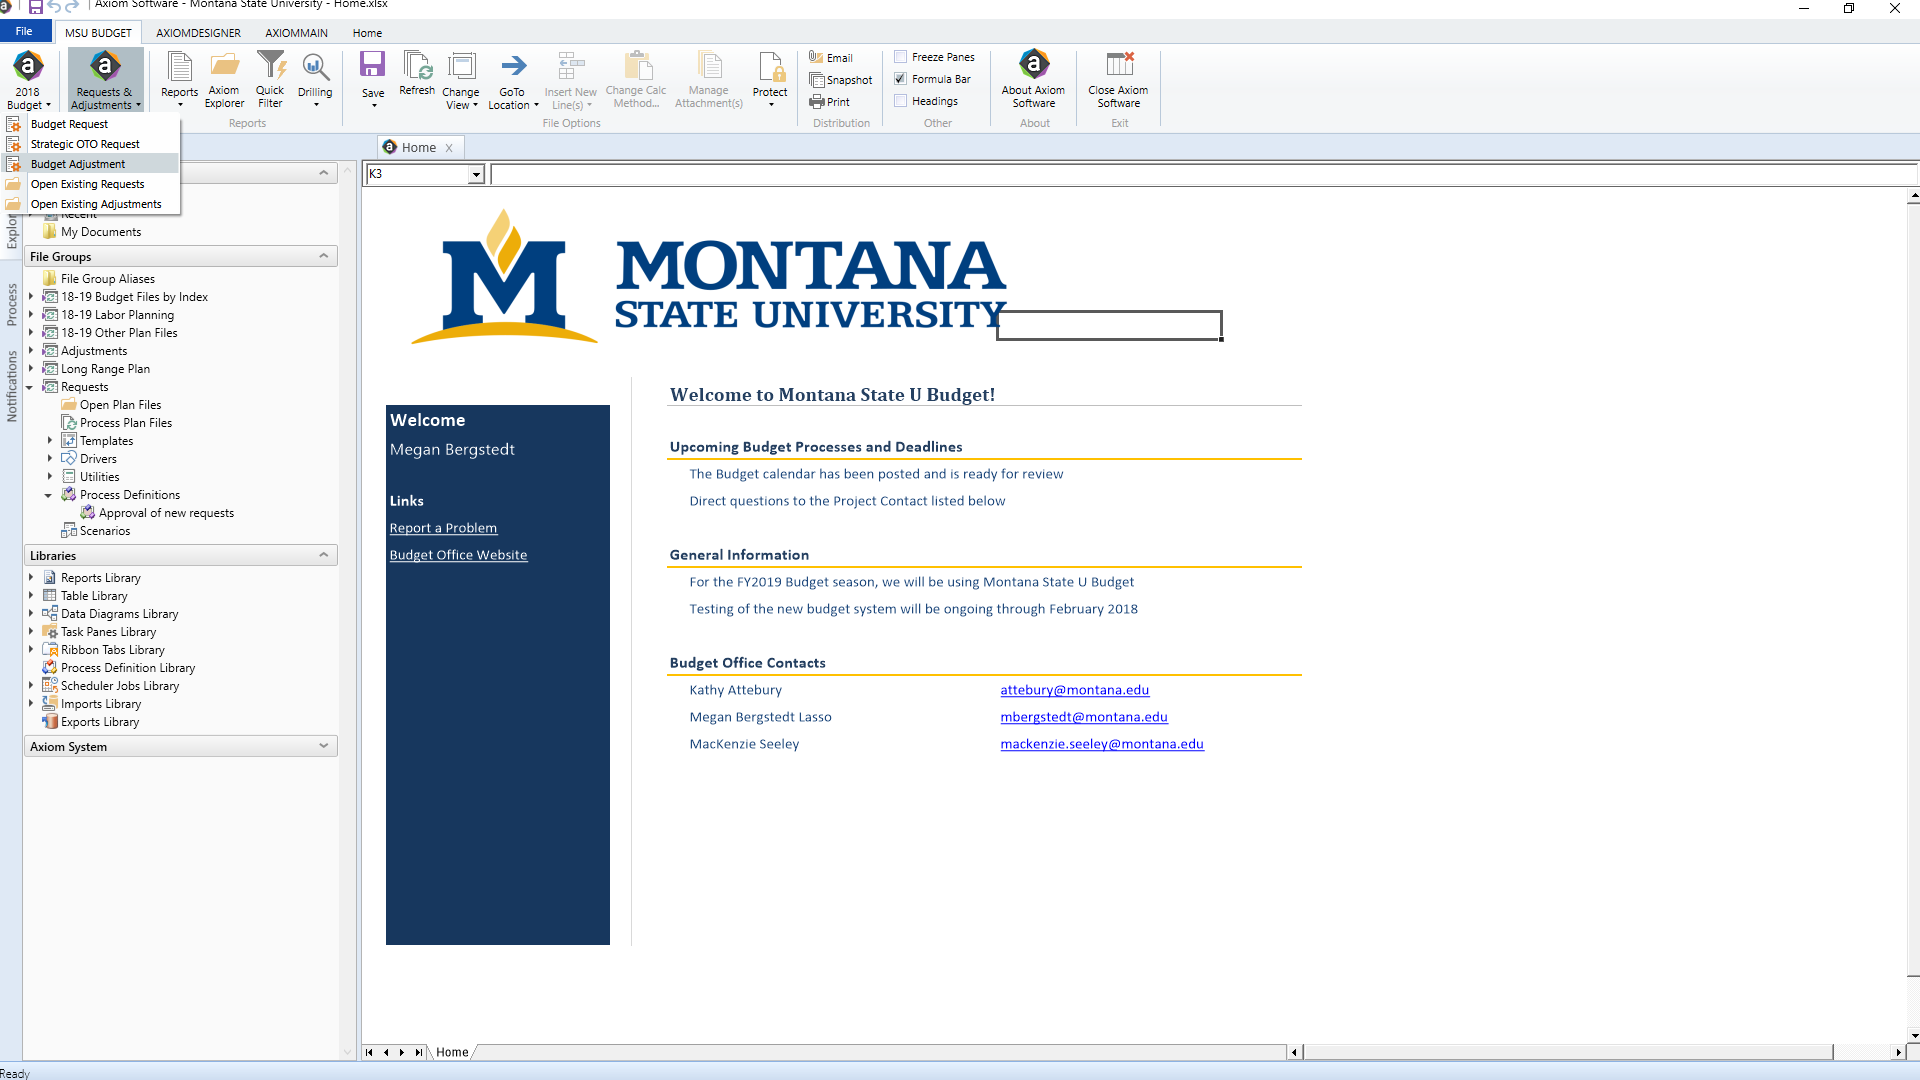 Axiom Software - Montana State University - Home.xlsx
File
MSU BUDGET
AXIOMDESIGNER
AXIOMMAIN
Home
2018 Budget
Requests & Adjustments
Reports
Axiom Explorer
Quick Filter
Drilling
Save
Refresh
Change View
GoTo Location
Insert New Line(s)
Change Calc Method...
Manage Attachment(s)
Protect
Email
Snapshot
Print
Freeze Panes
Formula Bar
Headings
About Axiom Software
Close Axiom Software
Reports
File Options
Distribution
Other
About
Exit
Budget Request
Strategic OTO Request
Budget Adjustment
Open Existing Requests
Open Existing Adjustments
Home X
K3
Recent
My Documents
Process
Notifications
File Groups
File Group Aliases
18-19 Budget Files by Index
18-19 Labor Planning
18-19 Other Plan Files
Adjustments
Long Range Plan
Requests
Open Plan Files
Process Plan Files
Templates
Drivers
Utilities
Process Definitions
Approval of new requests
Scenarios
Libraries
Reports Library
Table Library
Data Diagrams Library
Task Panes Library
Ribbon Tabs Library
Process Definition Library
Scheduler Jobs Library
Imports Library
Exports Library
Axiom System
M
MONTANA
STATE UNIVERSITY
Welcome
Megan Bergstedt
Links
Report a Problem
Budget Office Website
Welcome to Montana State U Budget!
Upcoming Budget Processes and Deadlines
The Budget calendar has been posted and is ready for review
Direct questions to the Project Contact listed below
General Information
For the FY2019 Budget season, we will be using Montana State U Budget
Testing of the new budget system will be ongoing through February 2018
Budget Office Contacts
Kathy Attebury attebury@montana.edu
Megan Bergstedt Lasso mbergstedt@montana.edu
MacKenzie Seeley mackenzie.seeley@montana.edu
Home
Ready